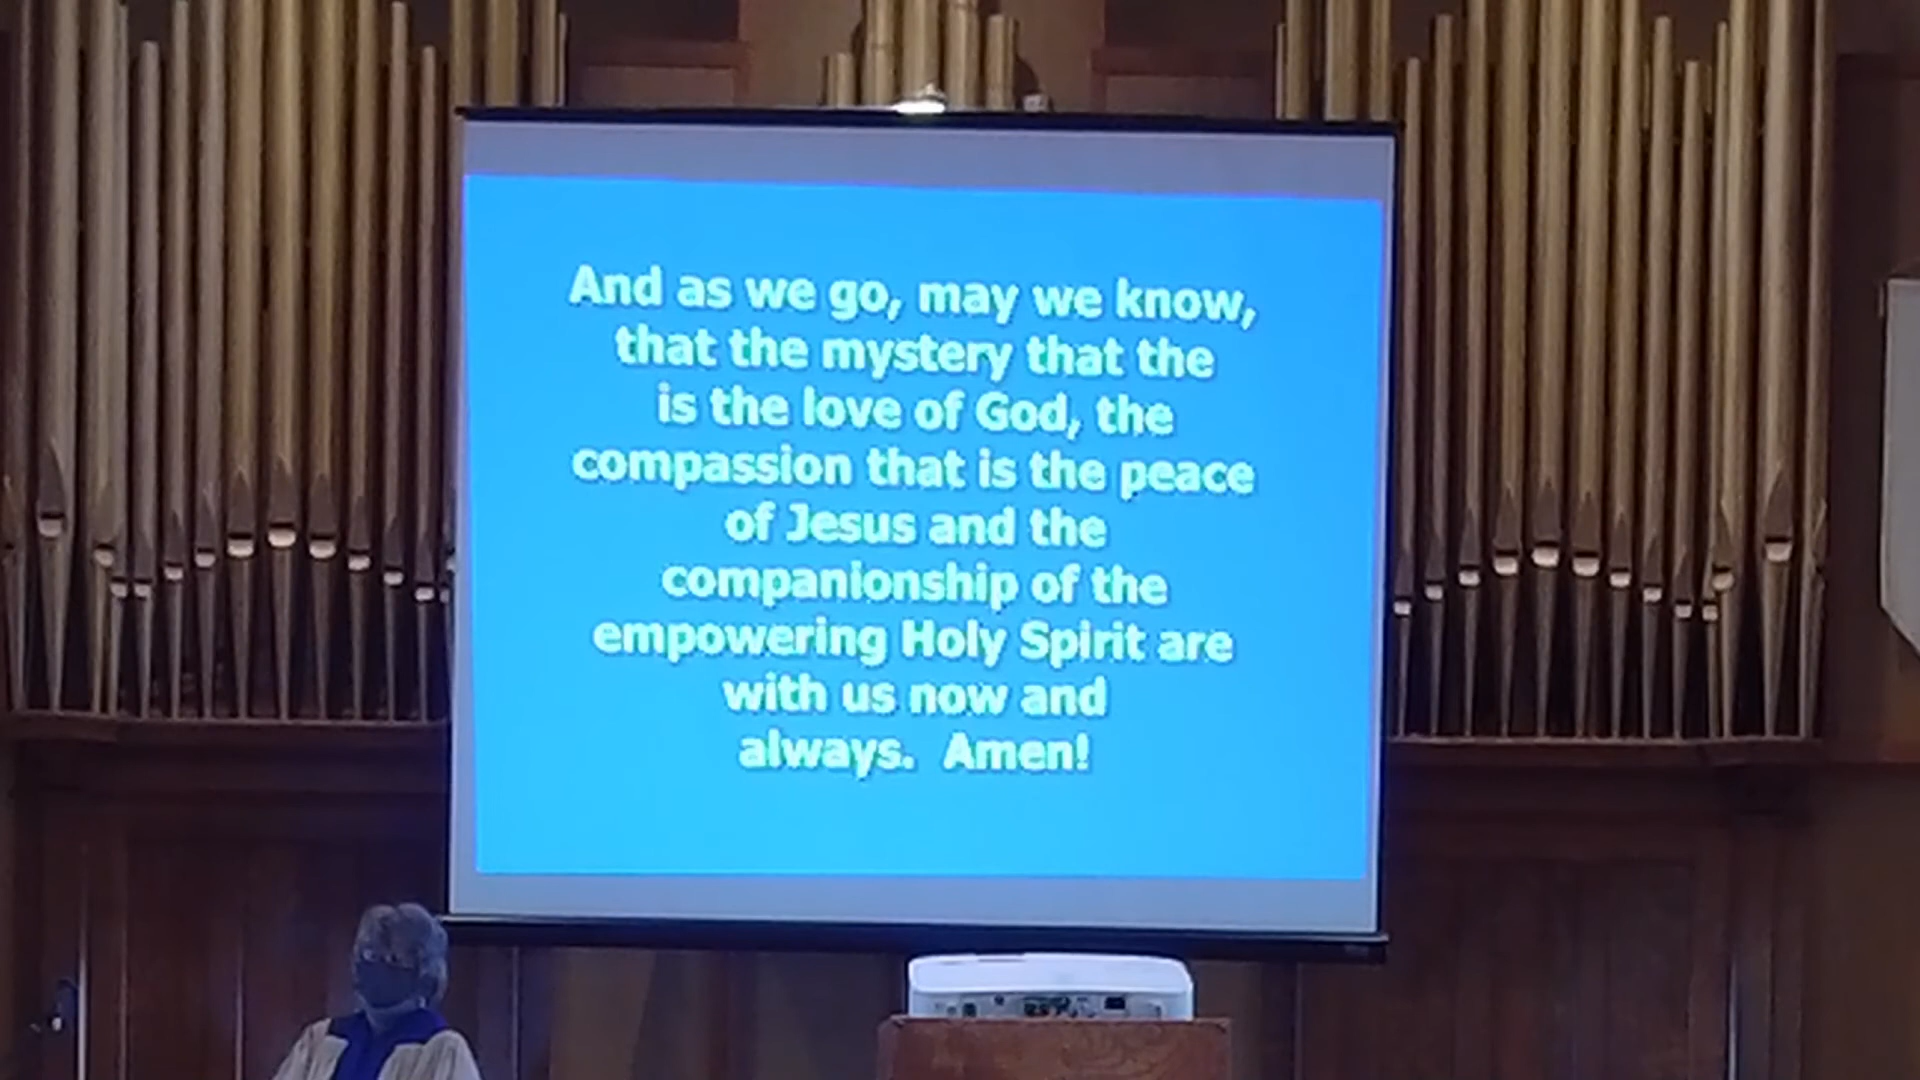 And as we go, may we know,
that the mystery that the
is the love of God, the
compassion that is the peace
of Jesus and the
companionship of the
empowering Holy Spirit are
with us now and
always.  Amen!